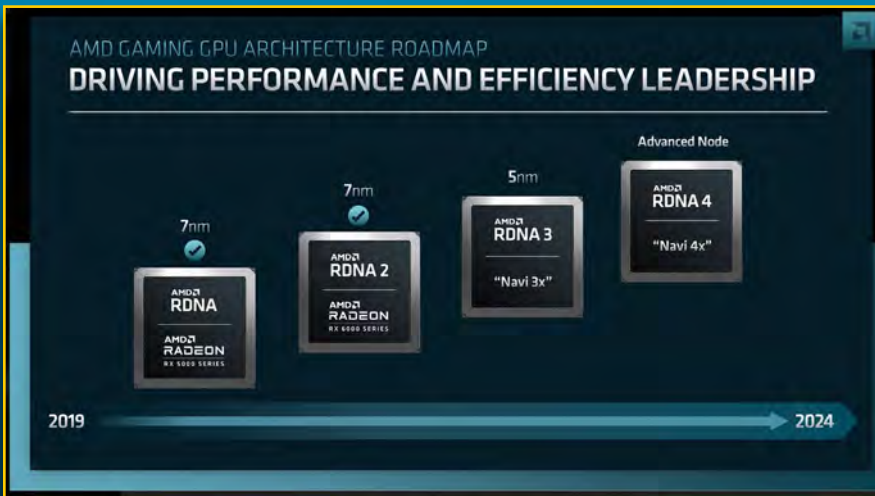 AMD GAMING GPU ARCHITECTURE ROADMAP
DRIVING PERFORMANCE AND EFFICIENCY LEADERSHIP
7nm
AMD
RDNA
AMD
RADEON
RX 5000 SERIES
7nm
AMD
RDNA 2
AMD
RADEON
RX 6000 SERIES
5nm
AMD
RDNA 3
"Navi 3x"
Advanced Node
AMD
RDNA 4
"Navi 4x"
2019
2024